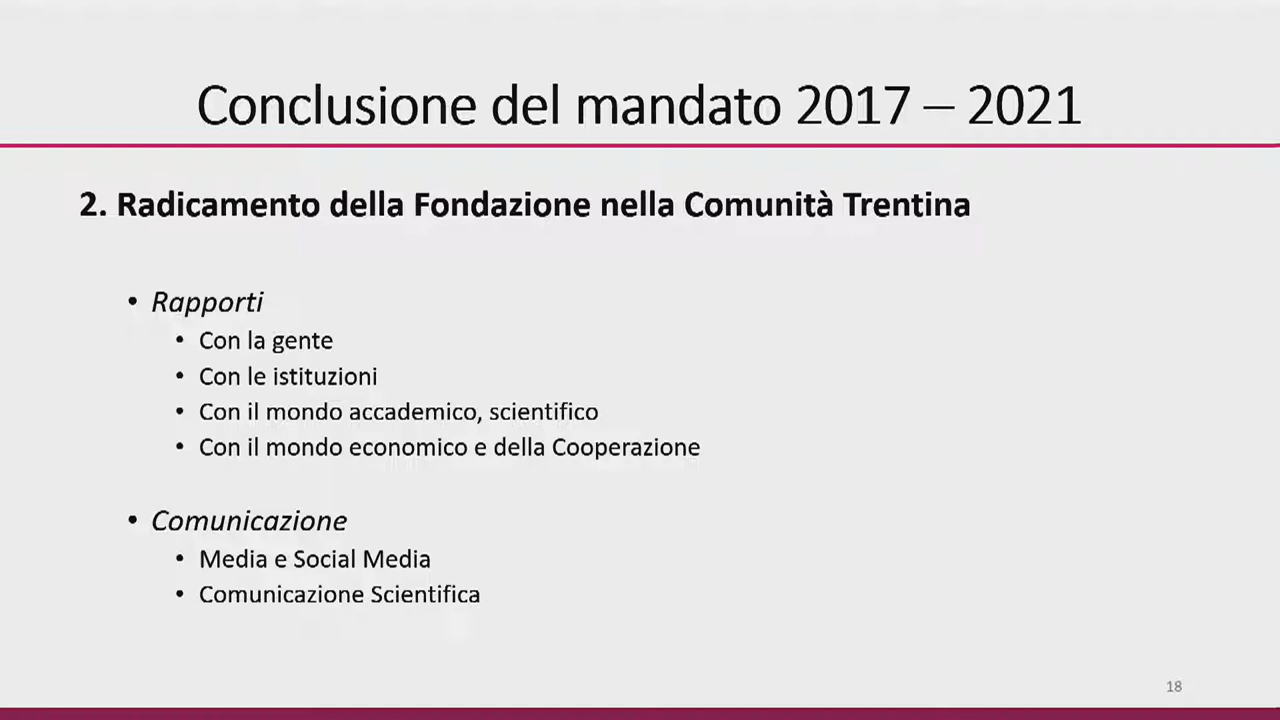 Conclusione del mandato 2017 – 2021
2. Radicamento della Fondazione nella Comunità Trentina
• Rapporti
• Con la gente
• Con le istituzioni
• Con il mondo accademico, scientifico
• Con il mondo economico e della Cooperazione
• Comunicazione
• Media e Social Media
• Comunicazione Scientifica
18